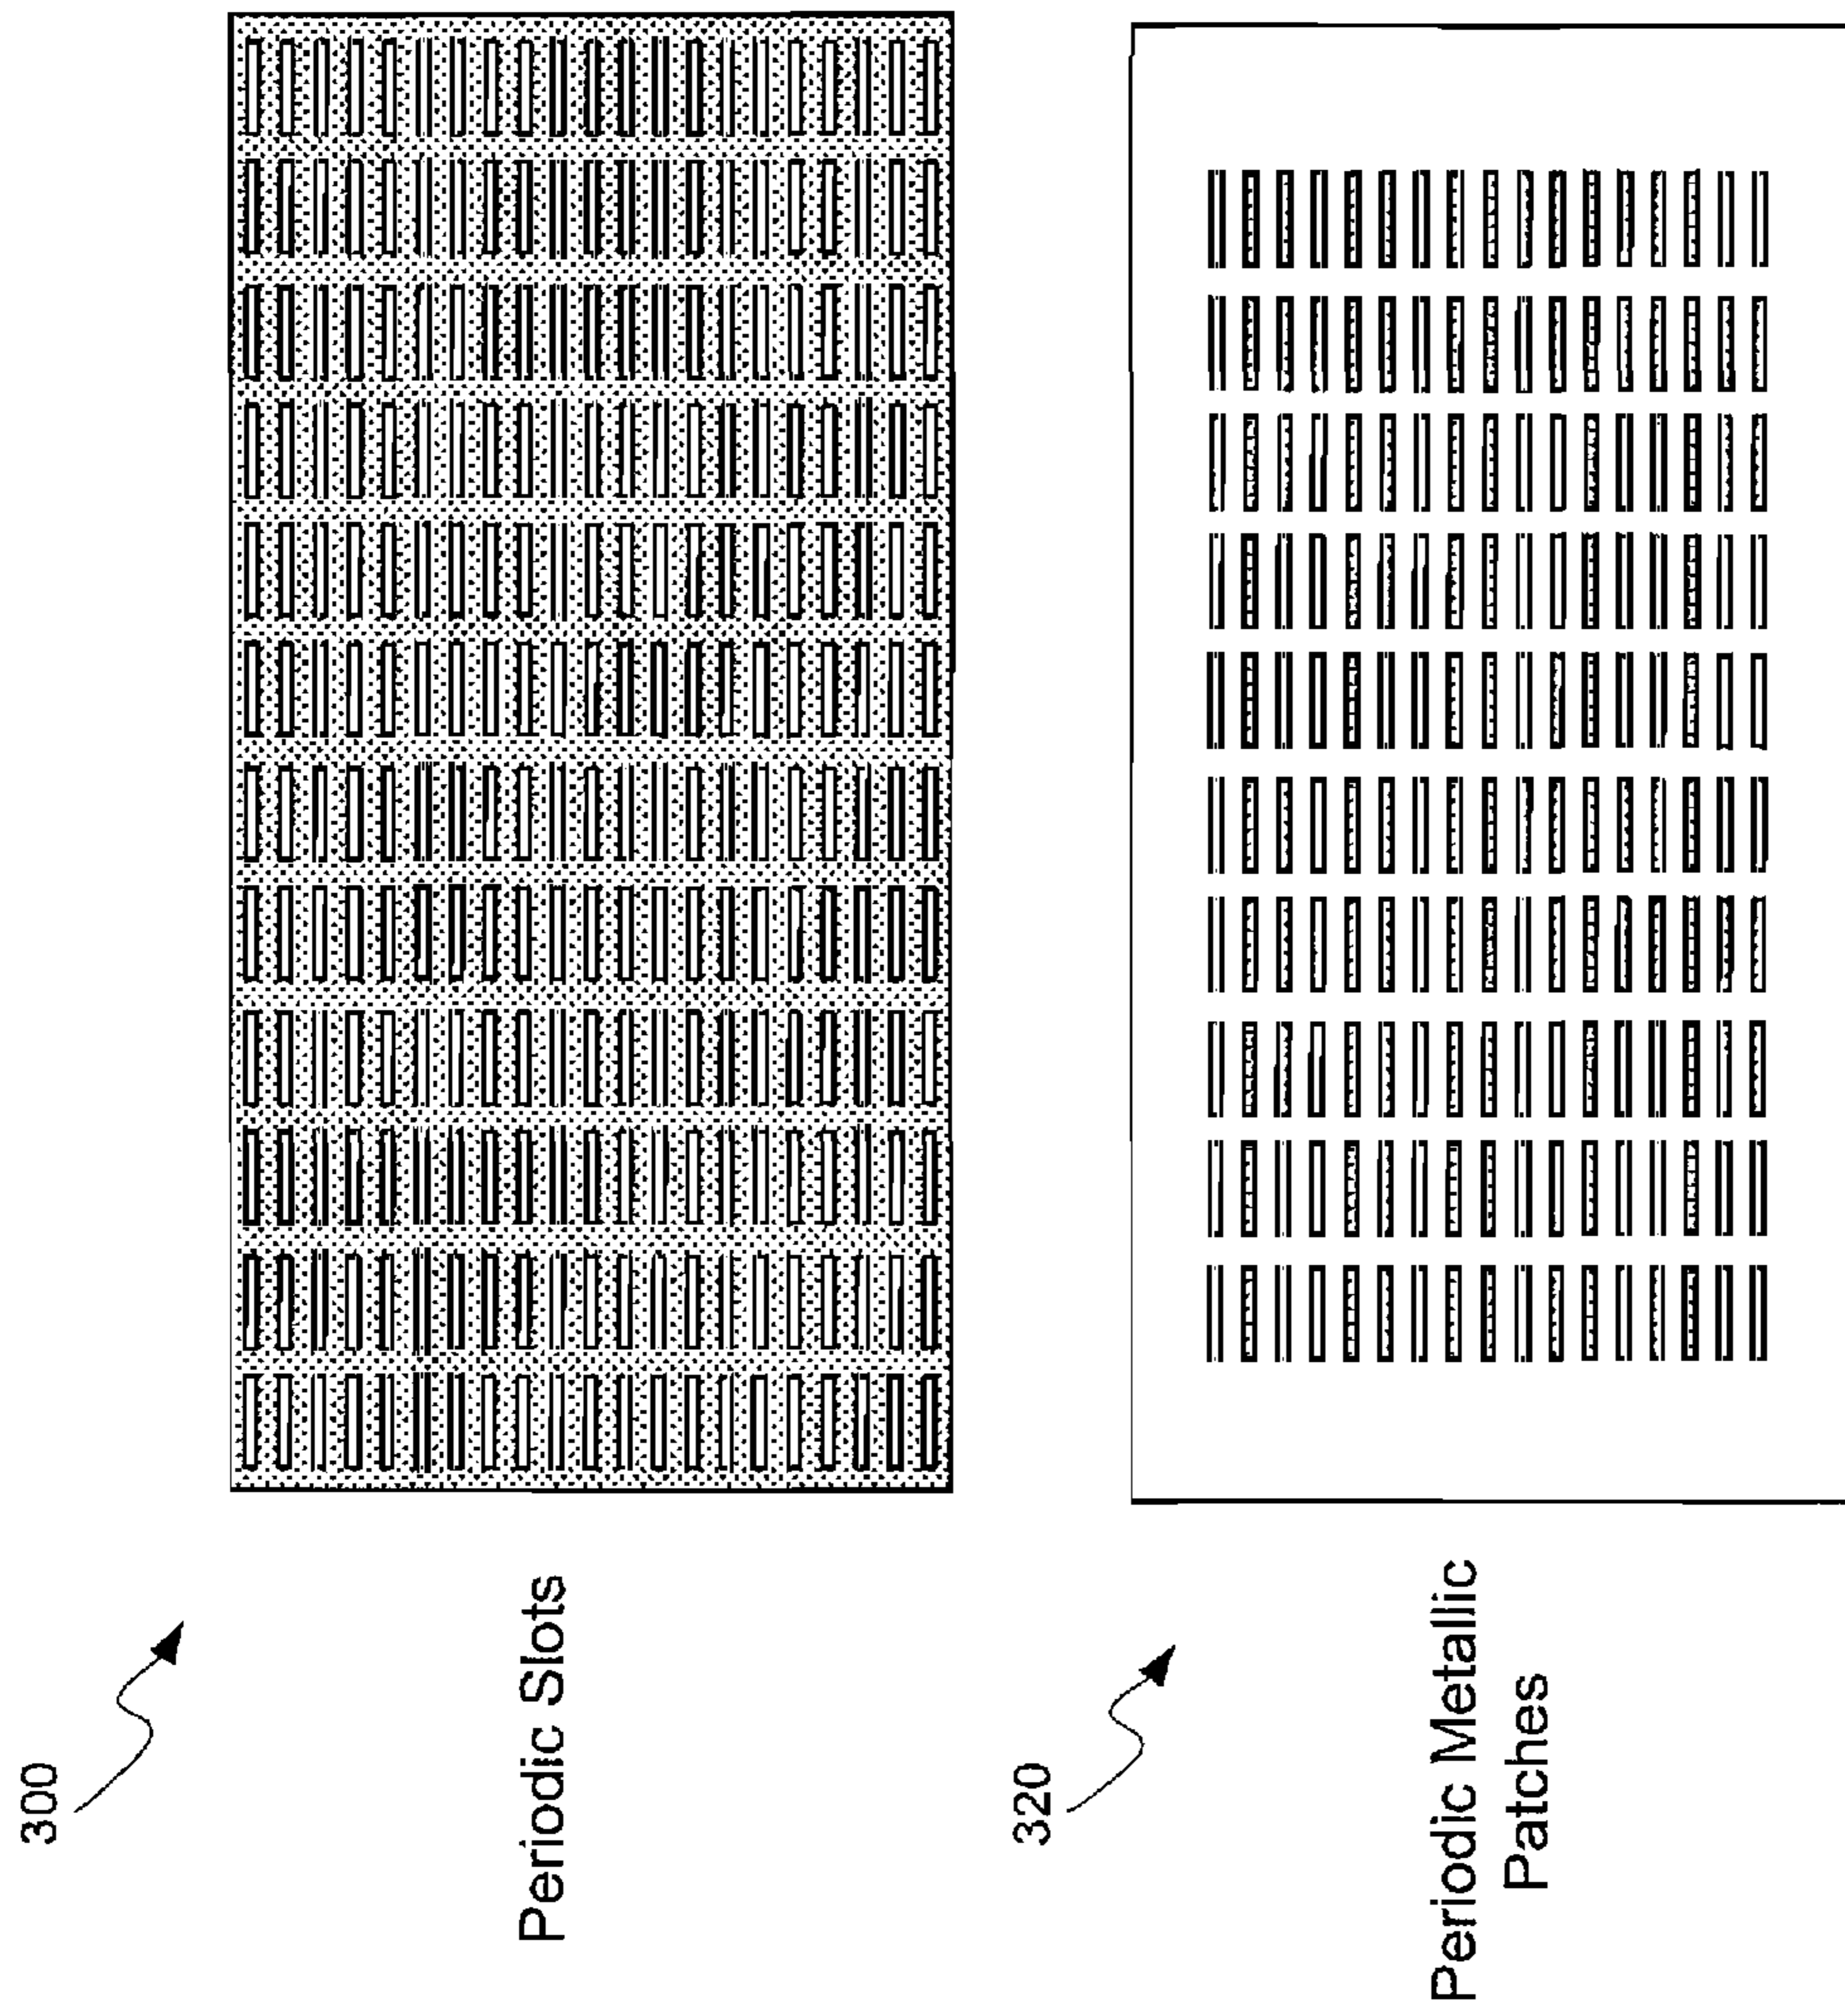 300
Periodic Slots
320
Periodic Metallic
Patches